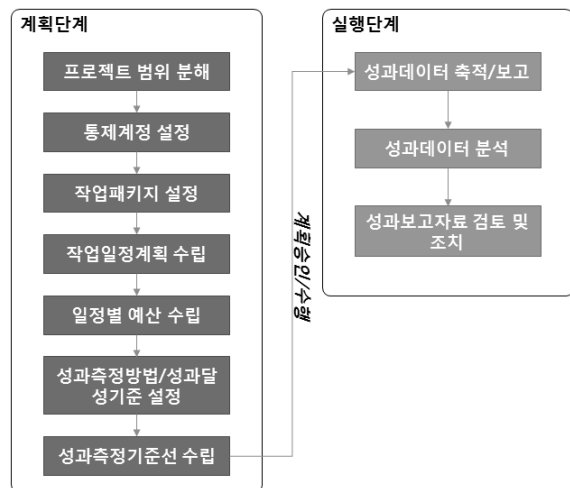 계획단계
프로젝트 범위 분해
통제계정 설정
작업패키지 설정
작업일정계획 수립
일정별 예산 수립
성과측정방법/성과달
성기준 설정
성과측정기준선 수립
계획승인/수행
실행단계
성과데이터 축적/보고
성과데이터 분석
성과보고자료 검토 및
조치